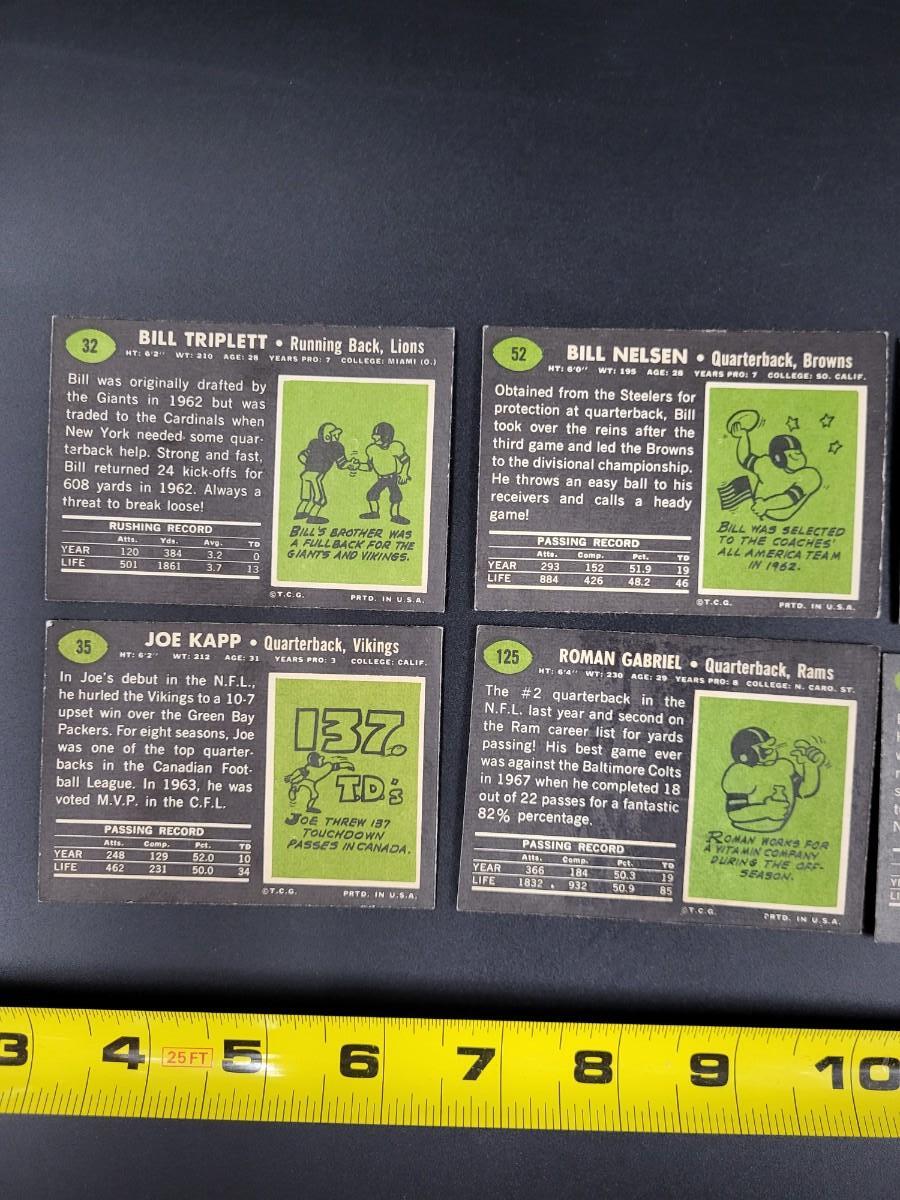 32
BILL TRIPLETT • Running Back, Lions
HT: 6'2" WT: 210 AGE: 28 YEARS PRO: 7 COLLEGE: MIAMI (O.)
Bill was originally drafted by
the Giants in 1962 but was
traded to the Cardinals when
New York needed some quar-
terback help. Strong and fast,
Bill returned 24 kick-offs for
608 yards in 1962. Always a
threat to break loose!
RUSHING RECORD
Atts. Yds. Avg. TD
YEAR 120 384 3.2 0
LIFE 501 1861 3.7 13
BILL'S BROTHER WAS
A FULLBACK FOR THE
GIANTS AND VIKINGS.
©T.C.G. PRTD. IN U.S.A.
52
BILL NELSEN • Quarterback, Browns
HT: 6'0" WT: 195 AGE: 28 YEARS PRO: 7 COLLEGE: SO. CALIF.
Obtained from the Steelers for
protection at quarterback, Bill
took over the reins after the
third game and led the Browns
to the divisional championship.
He throws an easy ball to his
receivers and calls a heady
game!
PASSING RECORD
Atts. Comp. Pct. TD
YEAR 293 152 51.9 19
LIFE 884 426 48.2 46
BILL WAS SELECTED
TO THE COACHES'
ALL AMERICA TEAM
IN 1962.
©T.C.G. PRTD. IN U.S.A.
35
JOE KAPP • Quarterback, Vikings
HT: 6'2" WT: 212 AGE: 31 YEARS PRO: 3 COLLEGE: CALIF.
In Joe's debut in the N.F.L.,
he hurled the Vikings to a 10-7
upset win over the Green Bay
Packers. For eight seasons, Joe
was one of the top quarter-
backs in the Canadian Foot-
ball League. In 1963, he was
voted M.V.P. in the C.F.L.
PASSING RECORD
Atts. Comp. Pct. TD
YEAR 248 129 52.0 10
LIFE 462 231 50.0 34
137
T.D.'s
JOE THREW 137
TOUCHDOWN
PASSES IN CANADA.
©T.C.G. PRTD. IN U.S.A.
125
ROMAN GABRIEL • Quarterback, Rams
HT: 6'4" WT: 230 AGE: 29 YEARS PRO: 8 COLLEGE: N. CARO. ST.
The #2 quarterback in the
N.F.L. last year and second on
the Ram career list for yards
passing! His best game ever
was against the Baltimore Colts
in 1967 when he completed 18
out of 22 passes for a fantastic
82% percentage.
PASSING RECORD
Atts. Comp. Pct. TD
YEAR 366 184 50.3 19
LIFE 1832 932 50.9 85
ROMAN WORKS FOR
A VITAMIN COMPANY
DURING THE OFF-
SEASON.
©T.C.G. PRTD. IN U.S.A.
3 4 25 FT 5 6 7 8 9 10